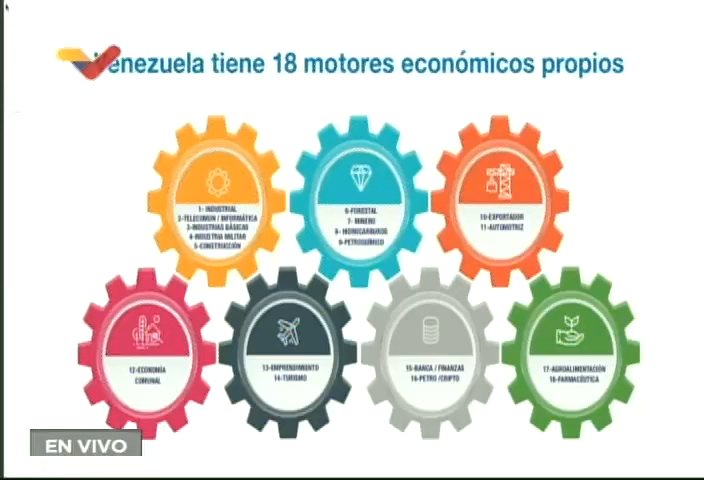 Venezuela tiene 18 motores económicos propios
1- INDUSTRIAL
2-TELECOMUN / INFORMÁTICA
3-INDUSTRIAS BÁSICAS
4-INDUSTRIA MILITAR
5-CONSTRUCCIÓN
6-FORESTAL
7- MINERO
8- HIDROCARBUROS
9-PETROQUÍMICO
10-EXPORTADOR
11-AUTOMOTRIZ
12-ECONOMÍA
COMUNAL
13-EMPRENDIMIENTO
14-TURISMO
15-BANCA / FINANZAS
16-PETRO /CRIPTO
17-AGROALIMENTACIÓN
18-FARMACÉUTICA
EN VIVO